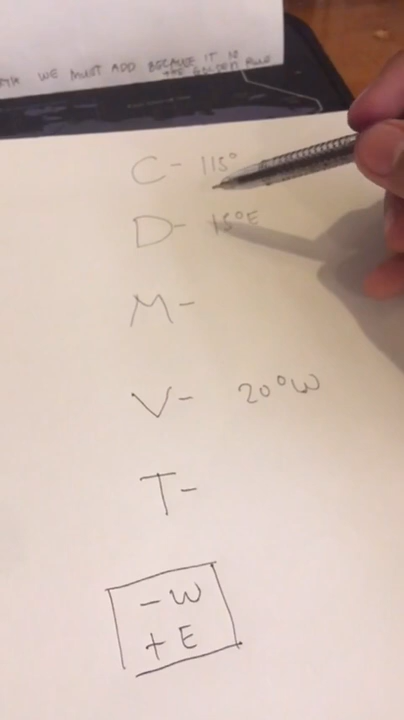 WE MUST ADD BECAUSE IT IS
THE GOLDEN RULE
C- 115°
D- 15°E
M-
V- 20°W
T-
-W
+E